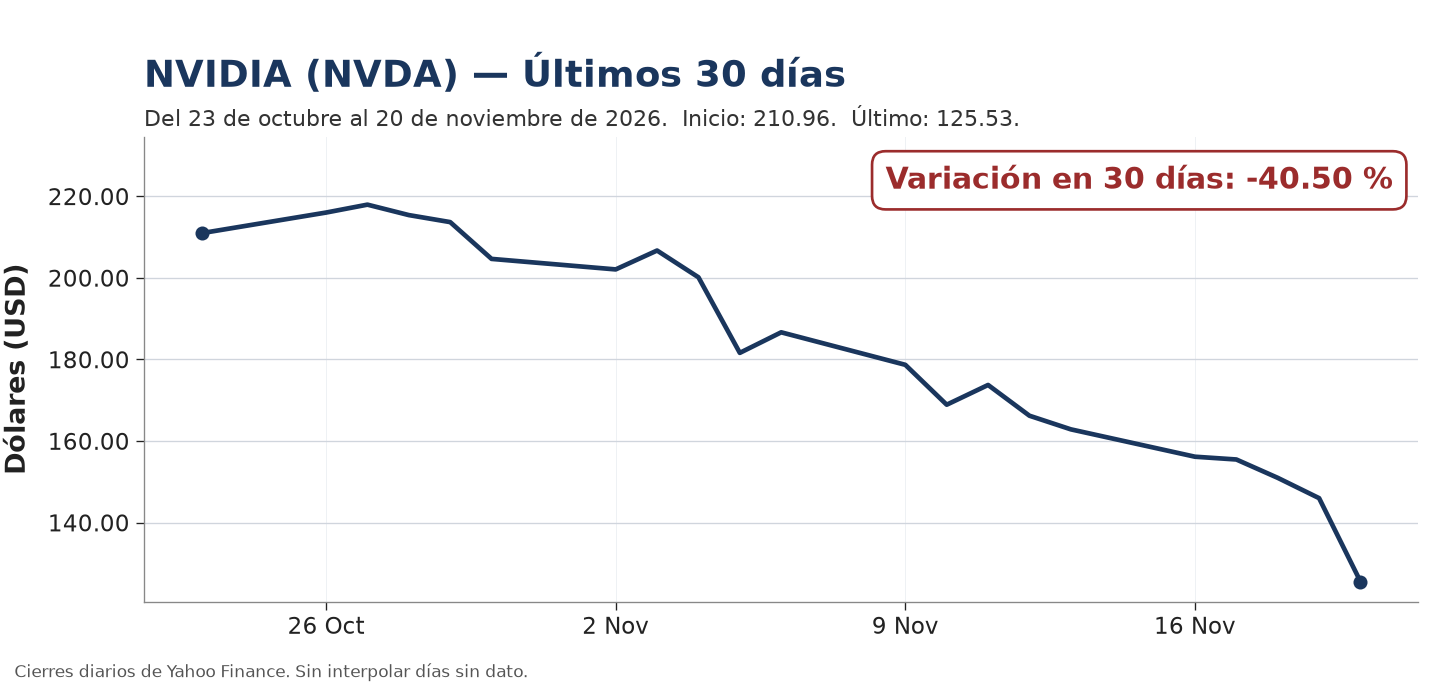 NVIDIA (NVDA) — Últimos 30 días
Del 23 de octubre al 20 de noviembre de 2026.  Inicio: 210.96.  Último: 125.53.
Variación en 30 días: -40.50 %
Dólares (USD)
220.00
200.00
180.00
160.00
140.00
26 Oct
2 Nov
9 Nov
16 Nov
Cierres diarios de Yahoo Finance. Sin interpolar días sin dato.